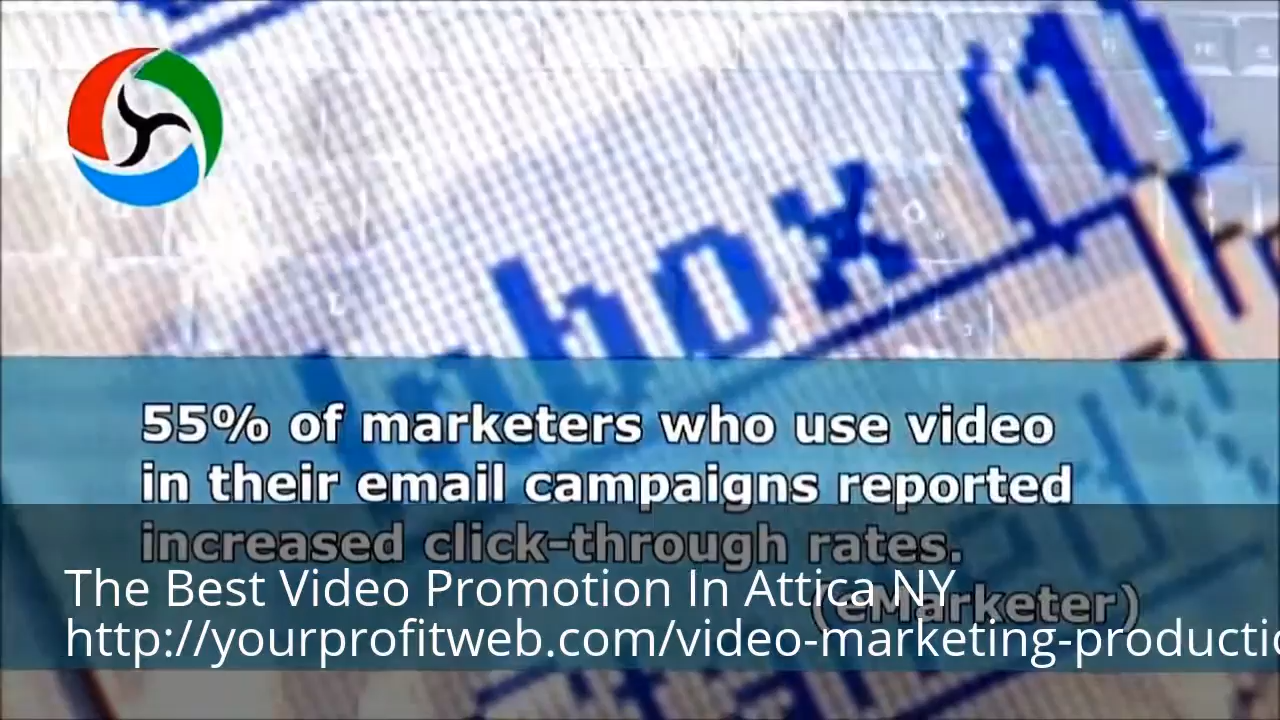 Inbox (1)
55% of marketers who use video
in their email campaigns reported
increased click-through rates.
(eMarketer)
The Best Video Promotion In Attica NY
http://yourprofitweb.com/video-marketing-productio